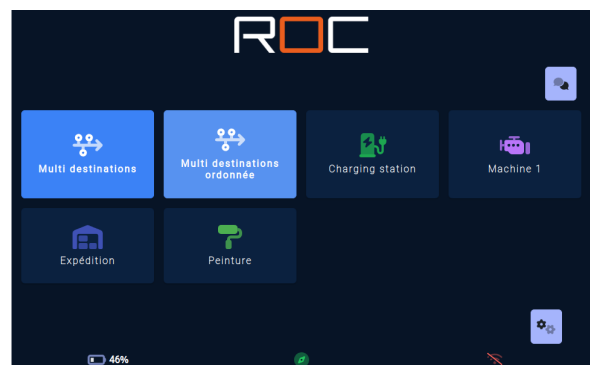 ROC
Multi destinations
Multi destinations
ordonnée
Charging station
Machine 1
Expédition
Peinture
46%